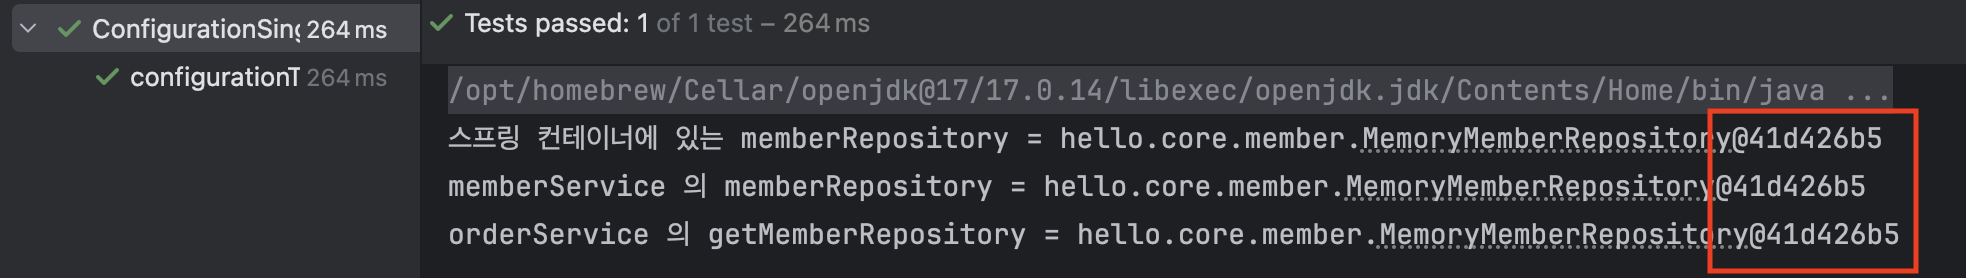 ConfigurationSing 264 ms
configurationT 264 ms
Tests passed: 1 of 1 test – 264 ms
/opt/homebrew/Cellar/openjdk@17/17.0.14/libexec/openjdk.jdk/Contents/Home/bin/java ...
스프링 컨테이너에 있는 memberRepository = hello.core.member.MemoryMemberRepository@41d426b5
memberService 의 memberRepository = hello.core.member.MemoryMemberRepository@41d426b5
orderService 의 getMemberRepository = hello.core.member.MemoryMemberRepository@41d426b5